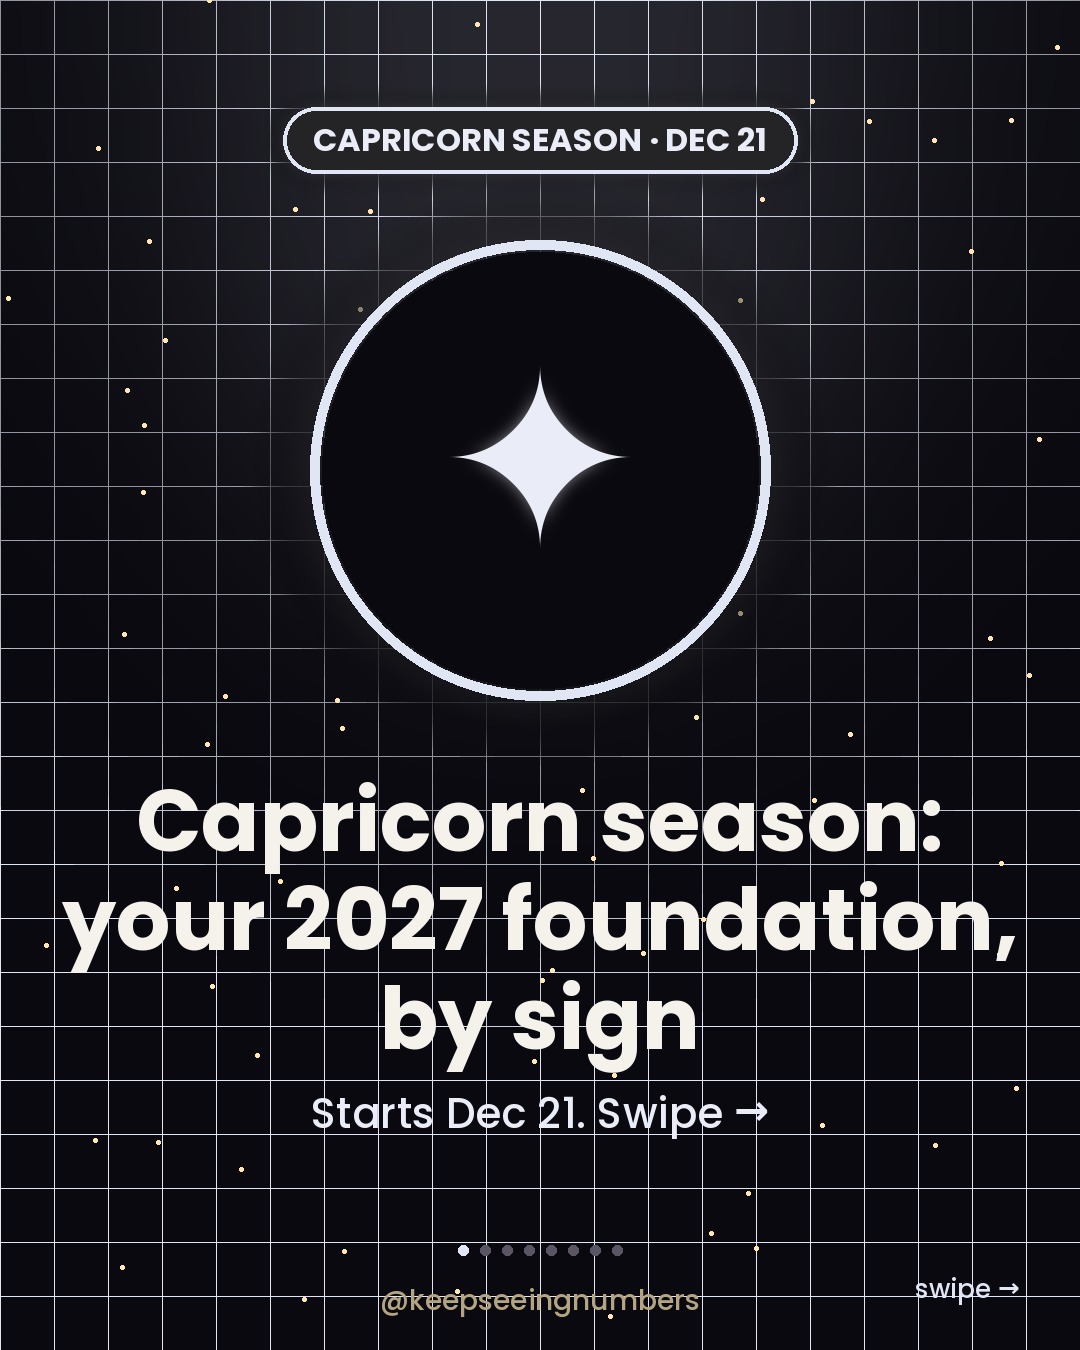 CAPRICORN SEASON · DEC 21
Capricorn season:
your 2027 foundation,
by sign
Starts Dec 21. Swipe →
@keepseeingnumbers
swipe →